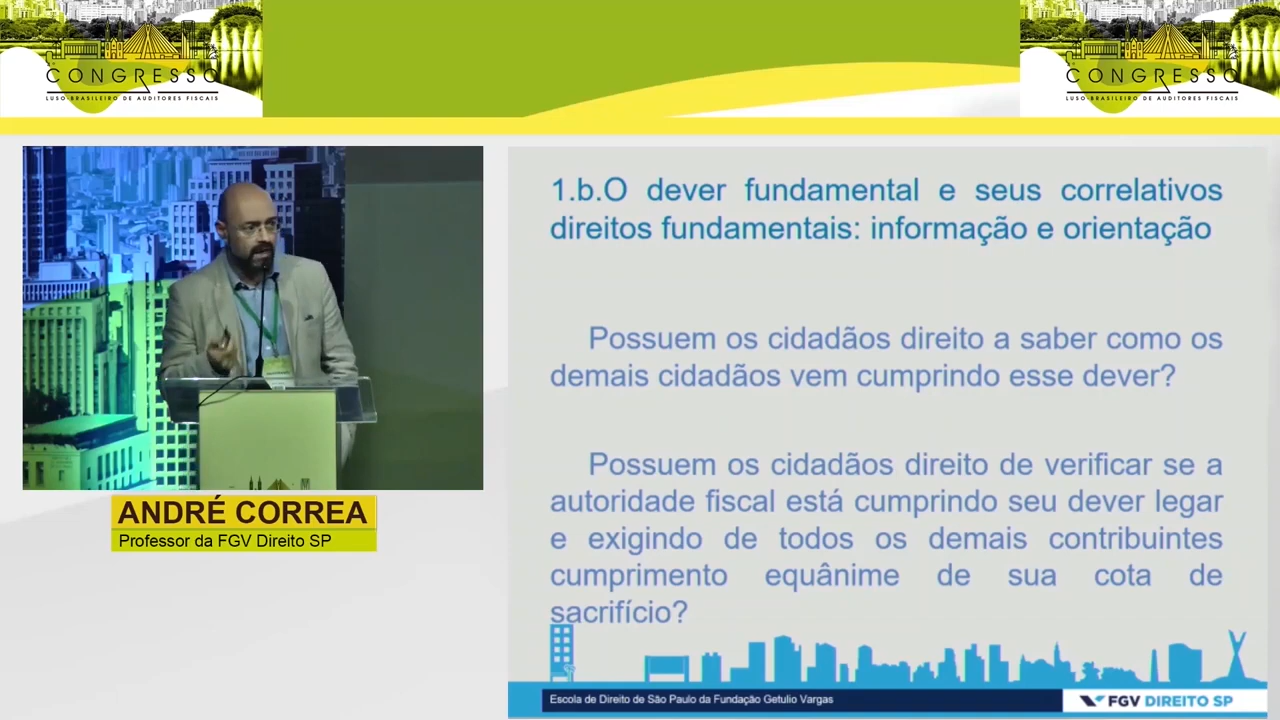 CONGRESSO
LUSO-BRASILEIRO DE AUDITORES FISCAIS
CONGRESSO
LUSO-BRASILEIRO DE AUDITORES FISCAIS
1.b.O dever fundamental e seus correlativos
direitos fundamentais: informação e orientação
Possuem os cidadãos direito a saber como os
demais cidadãos vem cumprindo esse dever?
Possuem os cidadãos direito de verificar se a
autoridade fiscal está cumprindo seu dever legar
e exigindo de todos os demais contribuintes
cumprimento equânime de sua cota de
sacrifício?
ANDRÉ CORREA
Professor da FGV Direito SP
Escola de Direito de São Paulo da Fundação Getulio Vargas
FGV DIREITO SP